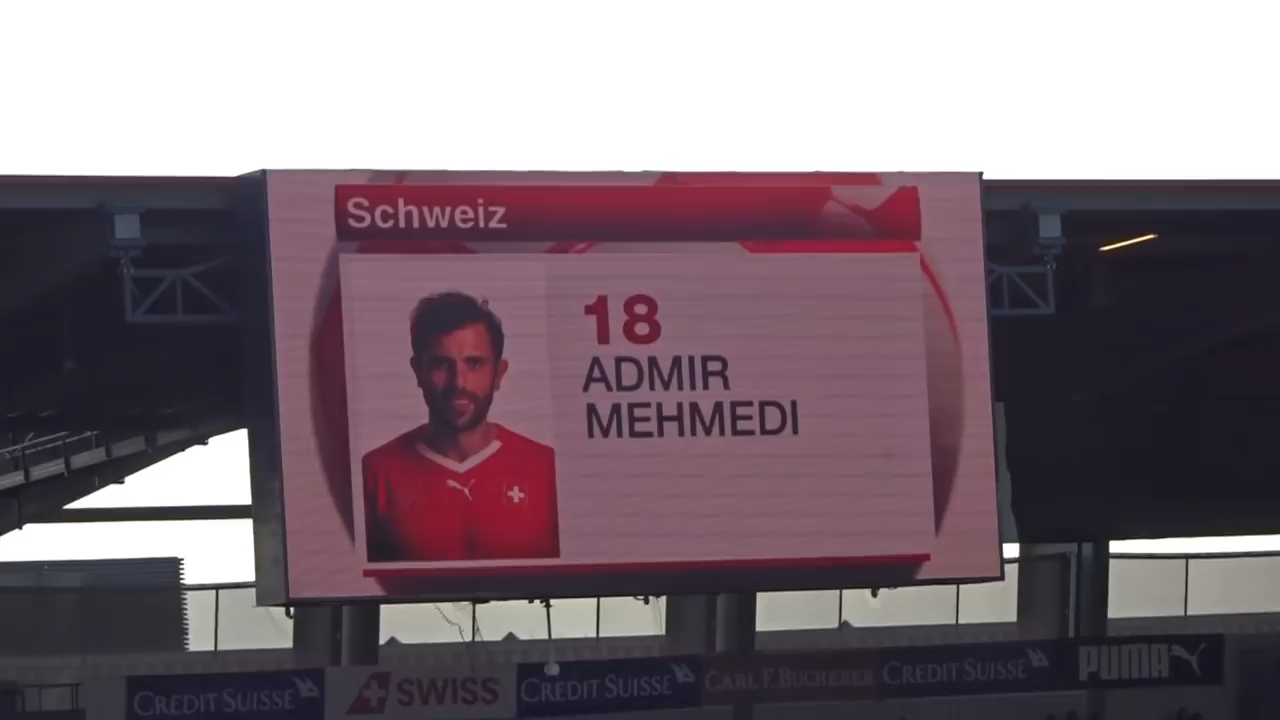 Schweiz
18
ADMIR
MEHMEDI
CREDIT SUISSE
SWISS
CREDIT SUISSE
CARL F. BUCHERER
CREDIT SUISSE
PUMA